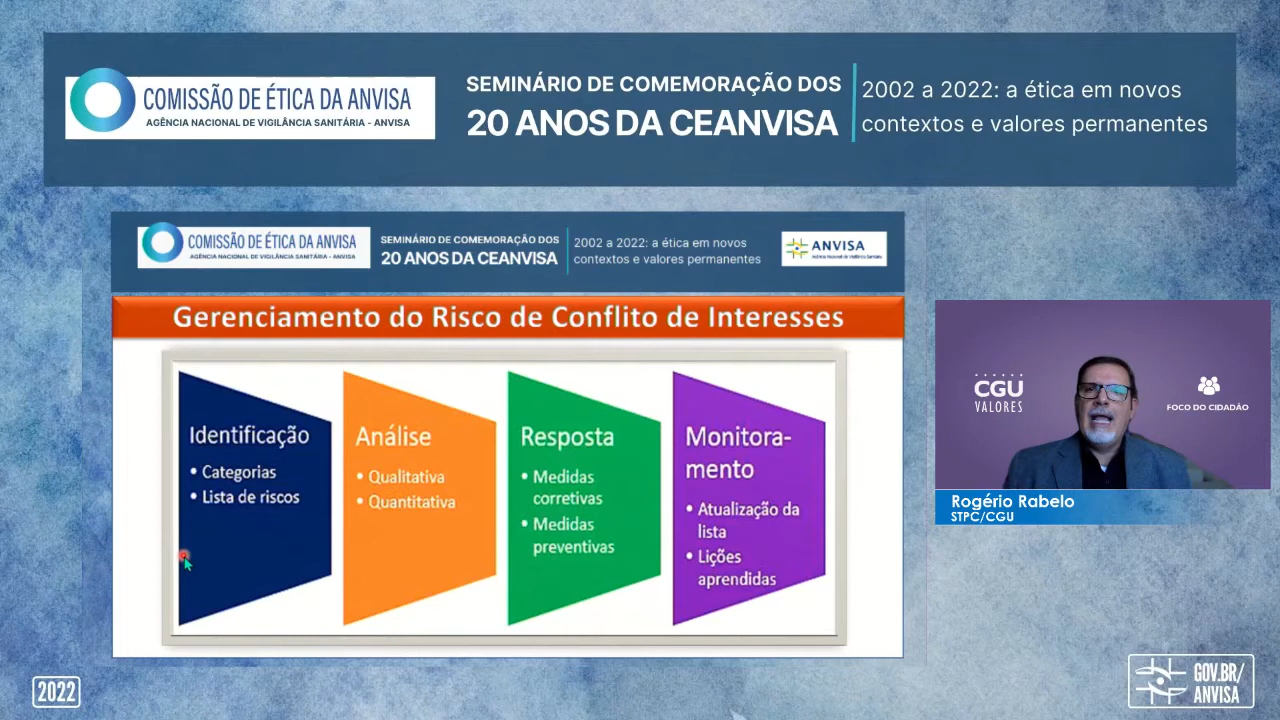 COMISSÃO DE ÉTICA DA ANVISA
AGÊNCIA NACIONAL DE VIGILÂNCIA SANITÁRIA - ANVISA
SEMINÁRIO DE COMEMORAÇÃO DOS
20 ANOS DA CEANVISA
2002 a 2022: a ética em novos
contextos e valores permanentes
COMISSÃO DE ÉTICA DA ANVISA
AGÊNCIA NACIONAL DE VIGILÂNCIA SANITÁRIA - ANVISA
SEMINÁRIO DE COMEMORAÇÃO DOS
20 ANOS DA CEANVISA
2002 a 2022: a ética em novos
contextos e valores permanentes
ANVISA
Agência Nacional de Vigilância Sanitária
Gerenciamento do Risco de Conflito de Interesses
Identificação
• Categorias
• Lista de riscos
Análise
• Qualitativa
• Quantitativa
Resposta
• Medidas
corretivas
• Medidas
preventivas
Monitora-
mento
• Atualização da
lista
• Lições
aprendidas
CGU
VALORES
FOCO DO CIDADÃO
Rogério Rabelo
STPC/CGU
2022
GOV.BR/
ANVISA